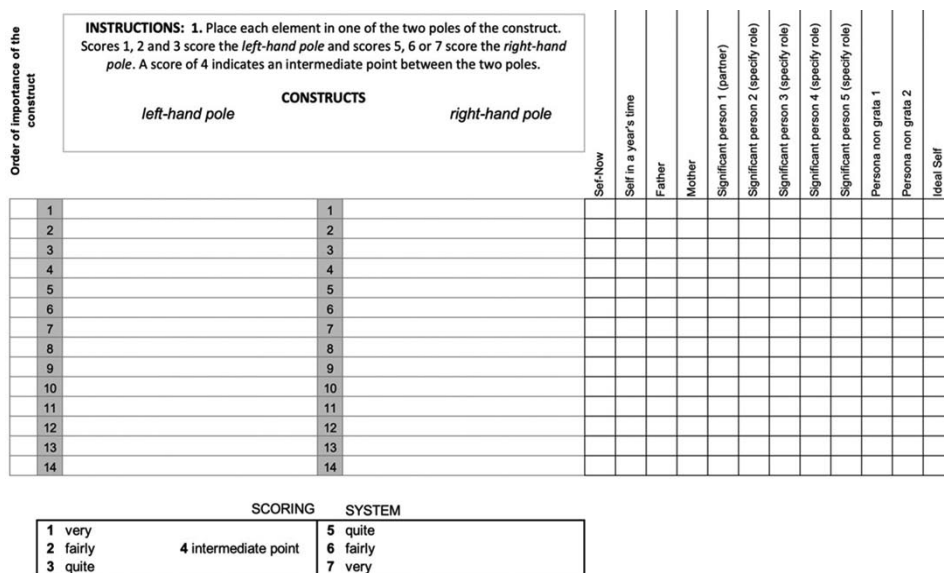 Order of importance of the
construct
INSTRUCTIONS: 1. Place each element in one of the two poles of the construct.
Scores 1, 2 and 3 score the left-hand pole and scores 5, 6 or 7 score the right-hand
pole. A score of 4 indicates an intermediate point between the two poles.
CONSTRUCTS
left-hand pole right-hand pole
Sef-Now
Self in a year's time
Father
Mother
Significant person 1 (partner)
Significant person 2 (specify role)
Significant person 3 (specify role)
Significant person 4 (specify role)
Significant person 5 (specify role)
Persona non grata 1
Persona non grata 2
Ideal Self
1 1
2 2
3 3
4 4
5 5
6 6
7 7
8 8
9 9
10 10
11 11
12 12
13 13
14 14
SCORING SYSTEM
1 very 5 quite
2 fairly 4 intermediate point 6 fairly
3 quite 7 very